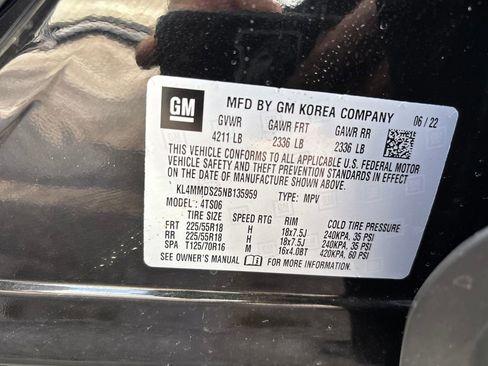 GM MFD BY GM KOREA COMPANY 06/22
GVWR GAWR FRT GAWR RR
4211 LB 2336 LB 2336 LB
THIS VEHICLE CONFORMS TO ALL APPLICABLE U.S. FEDERAL MOTOR
VEHICLE SAFETY AND THEFT PREVENTION STANDARDS IN EFFECT ON
THE DATE OF MANUFACTURE SHOWN ABOVE.
KL4MMDS25NB135959 TYPE: MPV
MODEL: 4TS06
TIRE SIZE SPEED RTG RIM COLD TIRE PRESSURE
FRT 225/55R18 H 18x7.5J 240KPA, 35 PSI
RR 225/55R18 H 18x7.5J 240KPA, 35 PSI
SPA T125/70R16 M 16x4.0BT 420KPA, 60 PSI
SEE OWNER'S MANUAL FOR MORE INFORMATION.